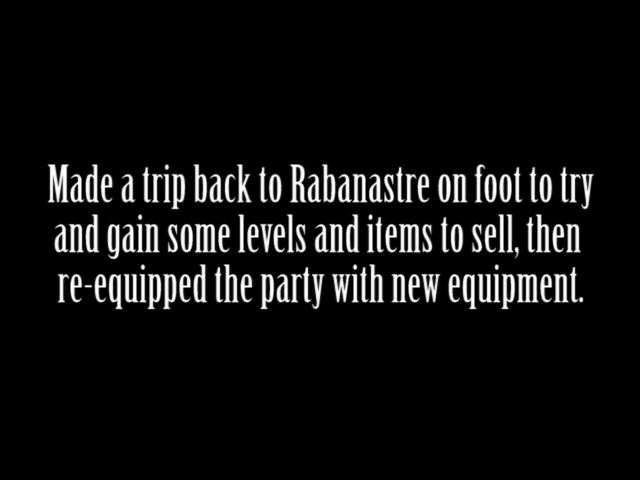 Made a trip back to Rabanastre on foot to try
and gain some levels and items to sell, then
re-equipped the party with new equipment.